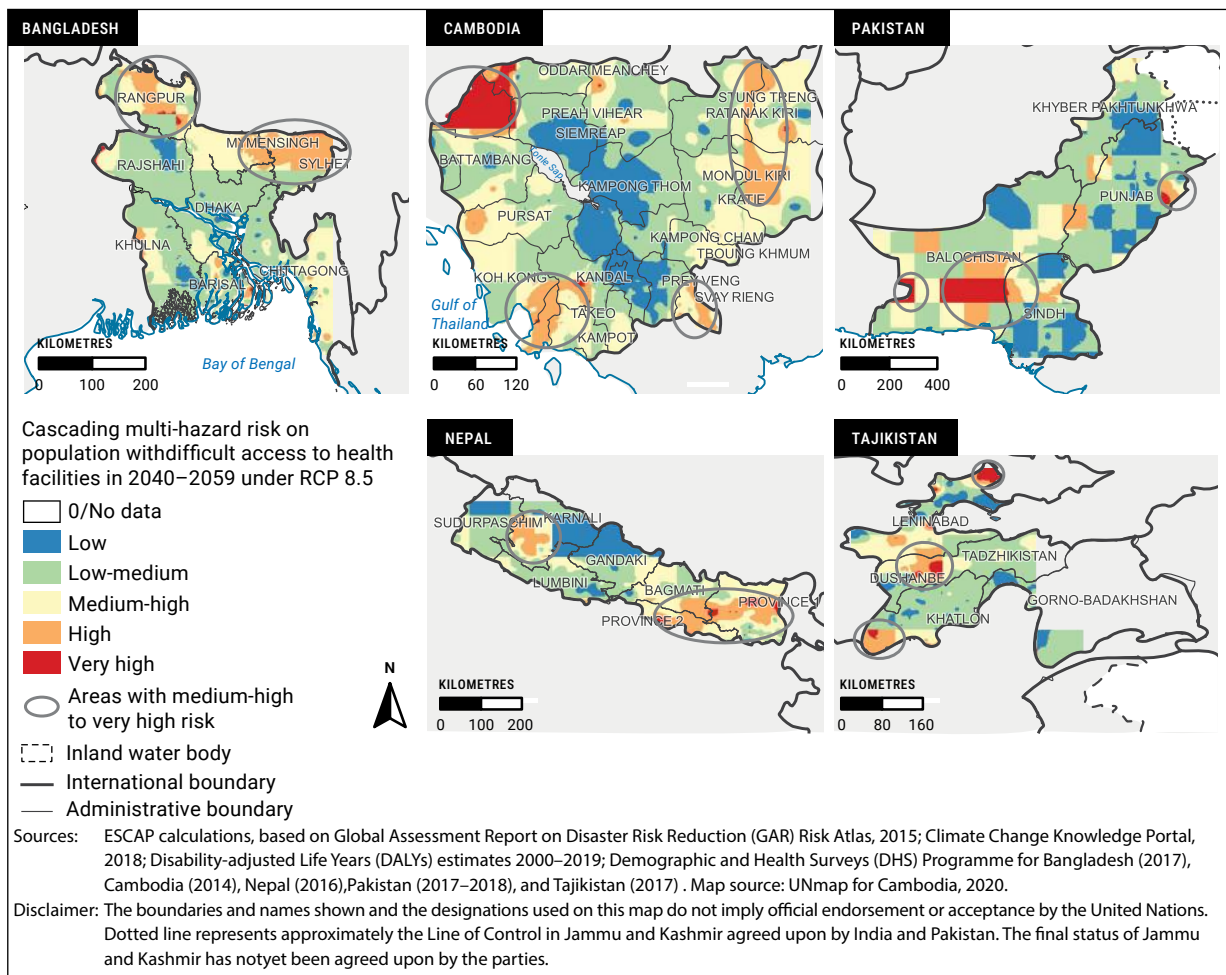 BANGLADESH
RANGPUR
MYMENSINGH
SYLHET
RAJSHAHI
DHAKA
KHULNA
CHITTAGONG
BARISAL
KILOMETRES
0 100 200
Bay of Bengal
CAMBODIA
ODDAR MEANCHEY
STUNG TRENG
PREAH VIHEAR
RATANAK KIRI
SIEMREAP
BATTAMBANG
Tonle Sap
KAMPONG THOM
MONDUL KIRI
KRATIE
PURSAT
KAMPONG CHAM
TBOUNG KHMUM
KOH KONG
KANDAL
PREY VENG
SVAY RIENG
Gulf of
Thailand
TAKEO
KAMPOT
KILOMETRES
0 60 120
PAKISTAN
KHYBER PAKHTUNKHWA
PUNJAB
BALOCHISTAN
SINDH
KILOMETRES
0 200 400
Cascading multi-hazard risk on
population withdifficult access to health
facilities in 2040–2059 under RCP 8.5
0/No data
Low
Low-medium
Medium-high
High
Very high
Areas with medium-high
to very high risk
Inland water body
International boundary
Administrative boundary
N
NEPAL
SUDURPASCHIM
KARNALI
GANDAKI
LUMBINI
BAGMATI
PROVINCE 1
PROVINCE 2
KILOMETRES
0 100 200
TAJIKISTAN
LENINABAD
TADZHIKISTAN
DUSHANBE
GORNO-BADAKHSHAN
KHATLON
KILOMETRES
0 80 160
Sources: ESCAP calculations, based on Global Assessment Report on Disaster Risk Reduction (GAR) Risk Atlas, 2015; Climate Change Knowledge Portal,
2018; Disability-adjusted Life Years (DALYs) estimates 2000–2019; Demographic and Health Surveys (DHS) Programme for Bangladesh (2017),
Cambodia (2014), Nepal (2016),Pakistan (2017–2018), and Tajikistan (2017) . Map source: UNmap for Cambodia, 2020.
Disclaimer: The boundaries and names shown and the designations used on this map do not imply official endorsement or acceptance by the United Nations.
Dotted line represents approximately the Line of Control in Jammu and Kashmir agreed upon by India and Pakistan. The final status of Jammu
and Kashmir has notyet been agreed upon by the parties.